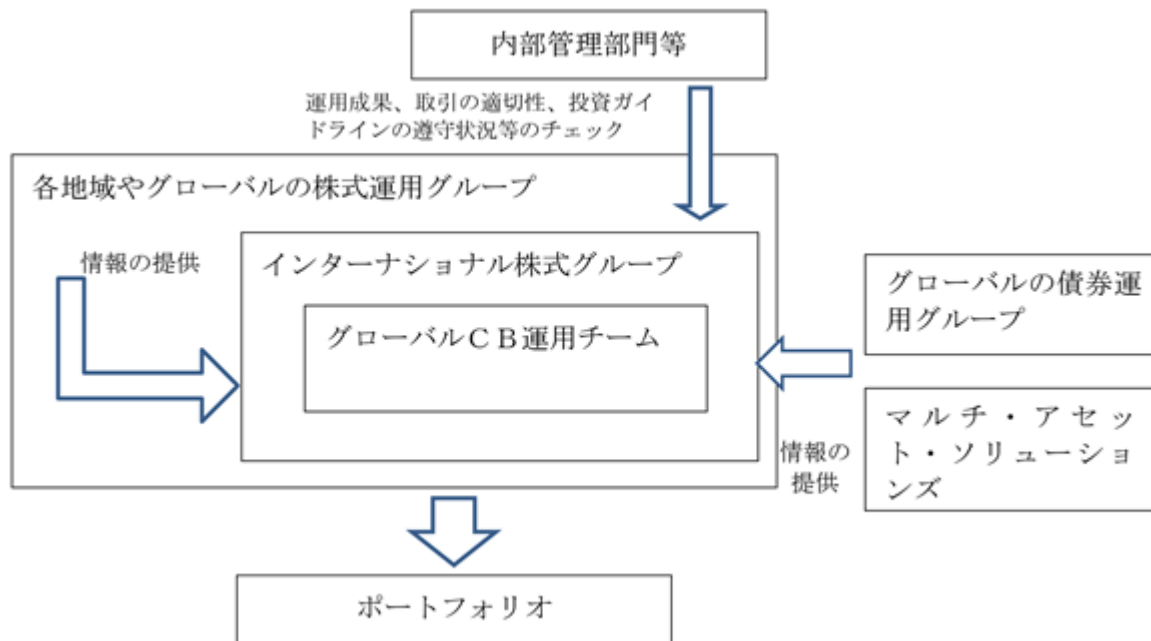 内部管理部門等
運用成果、取引の適切性、投資ガイ
ドラインの遵守状況等のチェック
各地域やグローバルの株式運用グループ
情報の提供
インターナショナル株式グループ
グローバルＣＢ運用チーム
グローバルの債券運
用グループ
マルチ・アセッ
ト・ソリューショ
ンズ
情報の
提供
ポートフォリオ